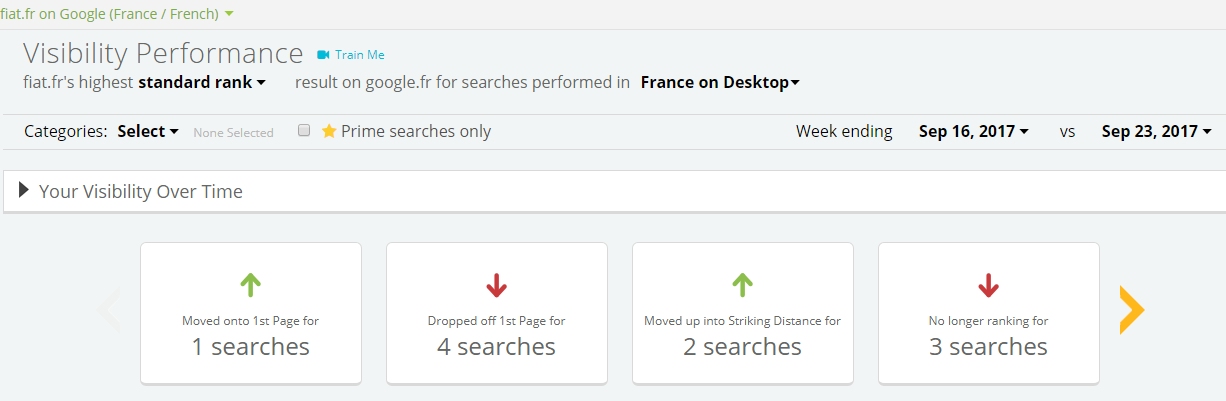 fiat.fr on Google (France / French)
Visibility Performance Train Me
fiat.fr's highest standard rank result on google.fr for searches performed in France on Desktop
Categories: Select None Selected Prime searches only Week ending Sep 16, 2017 vs Sep 23, 2017
Your Visibility Over Time
Moved onto 1st Page for
1 searches
Dropped off 1st Page for
4 searches
Moved up into Striking Distance for
2 searches
No longer ranking for
3 searches